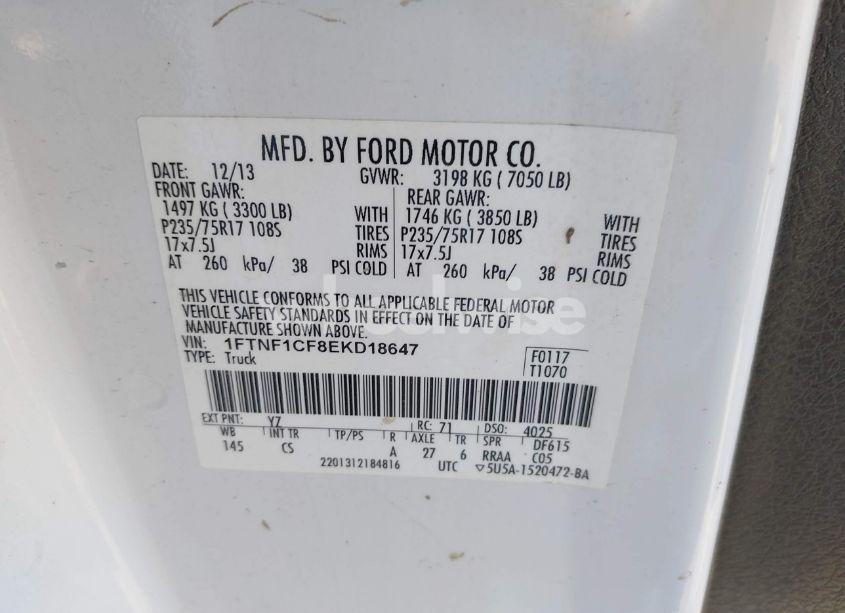 MFD. BY FORD MOTOR CO.
DATE: 12/13 GVWR: 3198 KG ( 7050 LB)
FRONT GAWR: REAR GAWR:
1497 KG ( 3300 LB) WITH 1746 KG ( 3850 LB) WITH
P235/75R17 108S TIRES P235/75R17 108S TIRES
17x7.5J RIMS 17x7.5J RIMS
AT 260 kPa/ 38 PSI COLD AT 260 kPa/ 38 PSI COLD
THIS VEHICLE CONFORMS TO ALL APPLICABLE FEDERAL MOTOR
VEHICLE SAFETY STANDARDS IN EFFECT ON THE DATE OF
MANUFACTURE SHOWN ABOVE.
VIN: 1FTNF1CF8EKD18647 F0117
TYPE: Truck T1070
EXT PNT: YZ RC: 71 DSO: 4025
WB INT TR TP/PS R AXLE TR SPR DF615
145 CS A 27 6 RRAA C05
2201312184816 UTC ▽5U5A-1520472-BA